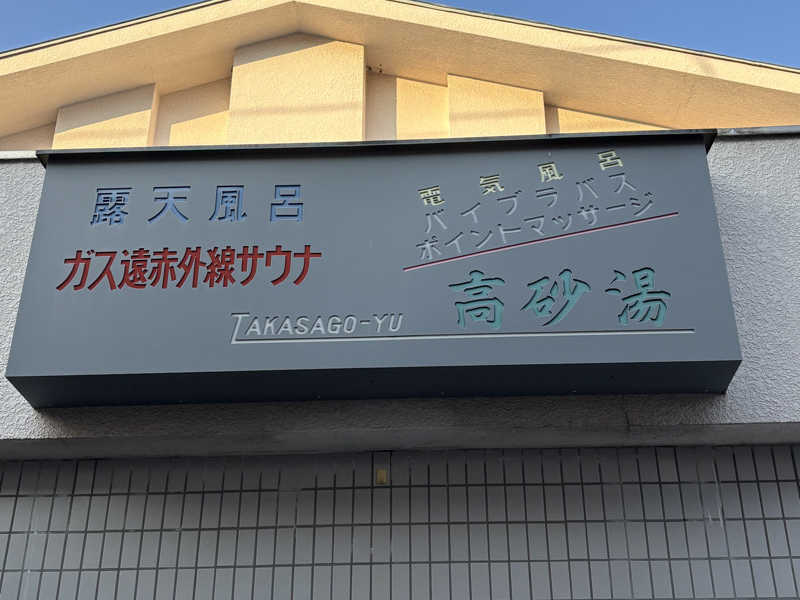 露天風呂
ガス遠赤外線サウナ
電気風呂
バイブラバス
ポイントマッサージ
TAKASAGO-YU
高砂湯